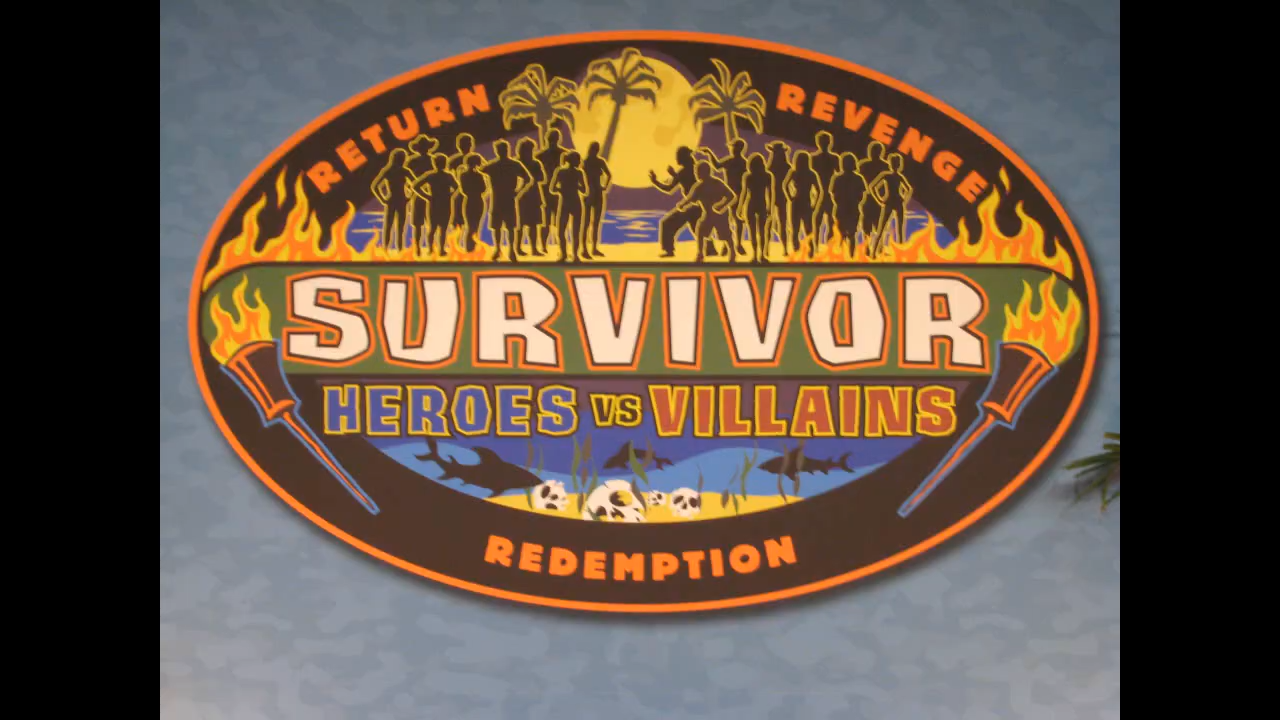 RETURN
REVENGE
SURVIVOR
HEROES VS VILLAINS
REDEMPTION